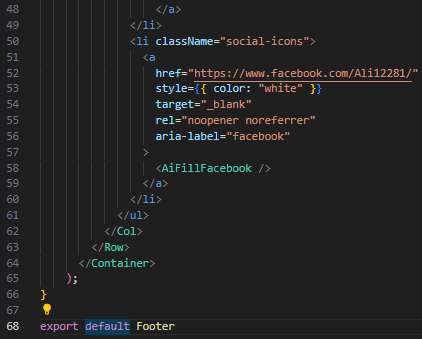 48 </a>
49 </li>
50 <li className="social-icons">
51 <a
52 href="https://www.facebook.com/Ali12281/"
53 style={{ color: "white" }}
54 target="_blank"
55 rel="noopener noreferrer"
56 aria-label="facebook"
57 >
58 <AiFillFacebook />
59 </a>
60 </li>
61 </ul>
62 </Col>
63 </Row>
64 </Container>
65 );
66 }
67
68 export default Footer